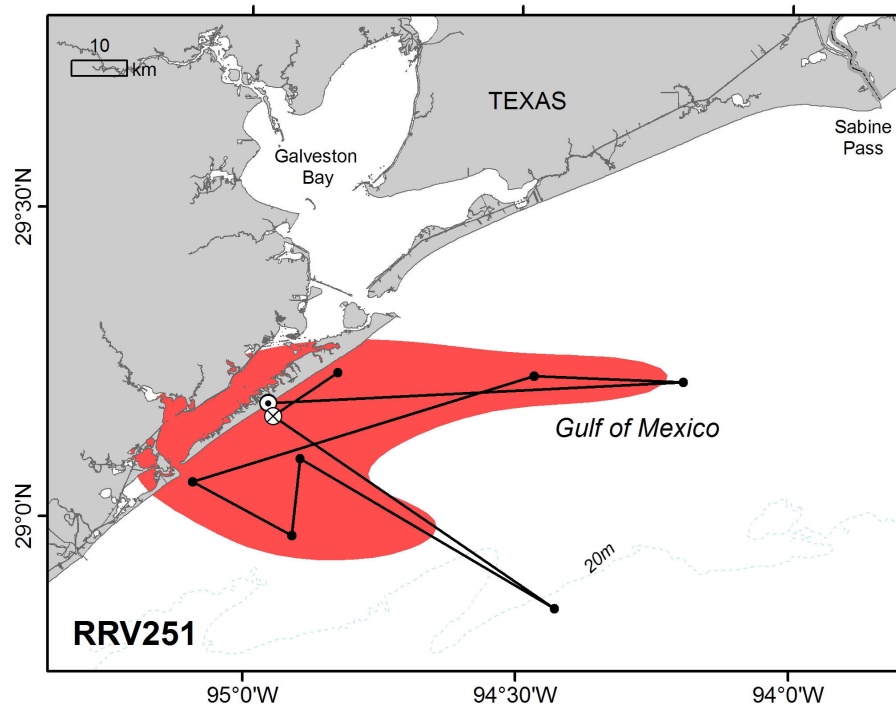 10
km
TEXAS
Sabine
Pass
Galveston
Bay
29°30'N
Gulf of Mexico
29°0'N
20m
RRV251
95°0'W
94°30'W
94°0'W